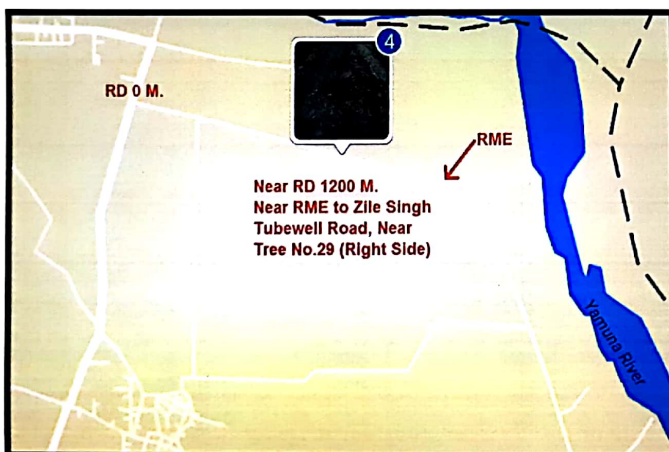 4
RD 0 M.
RME
Near RD 1200 M.
Near RME to Zile Singh
Tubewell Road, Near
Tree No.29 (Right Side)
Yamuna River